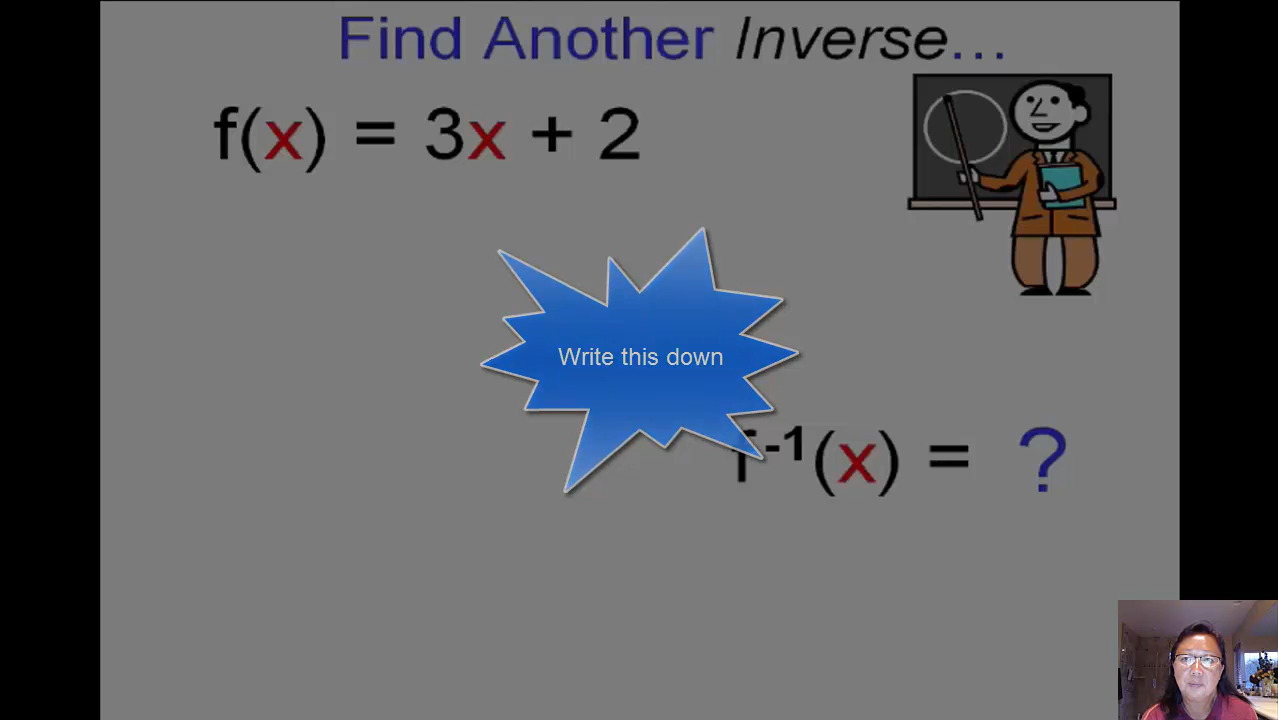 Find Another Inverse...
f(x) = 3x + 2
Write this down
f-1(x) = ?